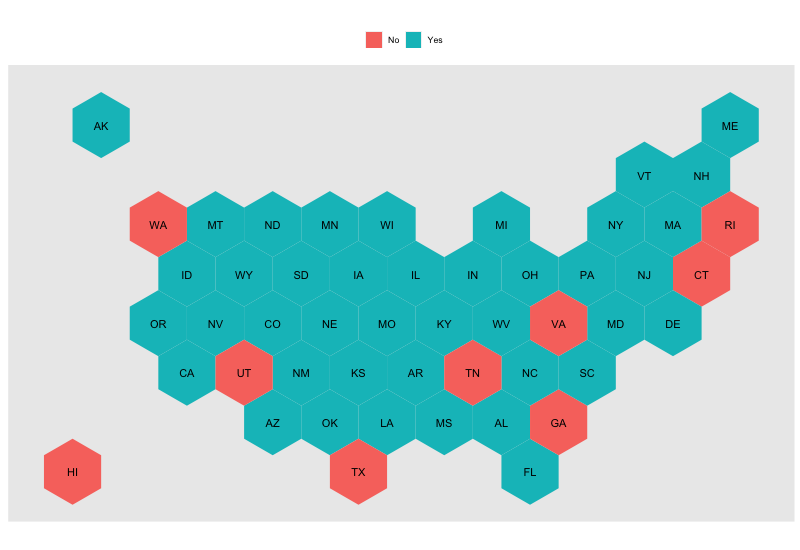 No Yes
AK ME
VT NH
WA MT ND MN WI MI NY MA RI
ID WY SD IA IL IN OH PA NJ CT
OR NV CO NE MO KY WV VA MD DE
CA UT NM KS AR TN NC SC
AZ OK LA MS AL GA
HI TX FL